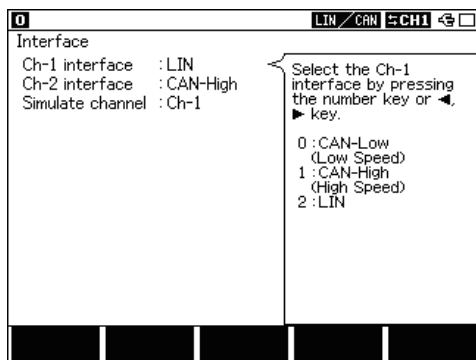 0 LIN/CAN ⇆CH1
Interface
Ch-1 interface :LIN
Ch-2 interface :CAN-High
Simulate channel :Ch-1
Select the Ch-1
interface by pressing
the number key or ◄,
► key.
0 :CAN-Low
(Low Speed)
1 :CAN-High
(High Speed)
2 :LIN